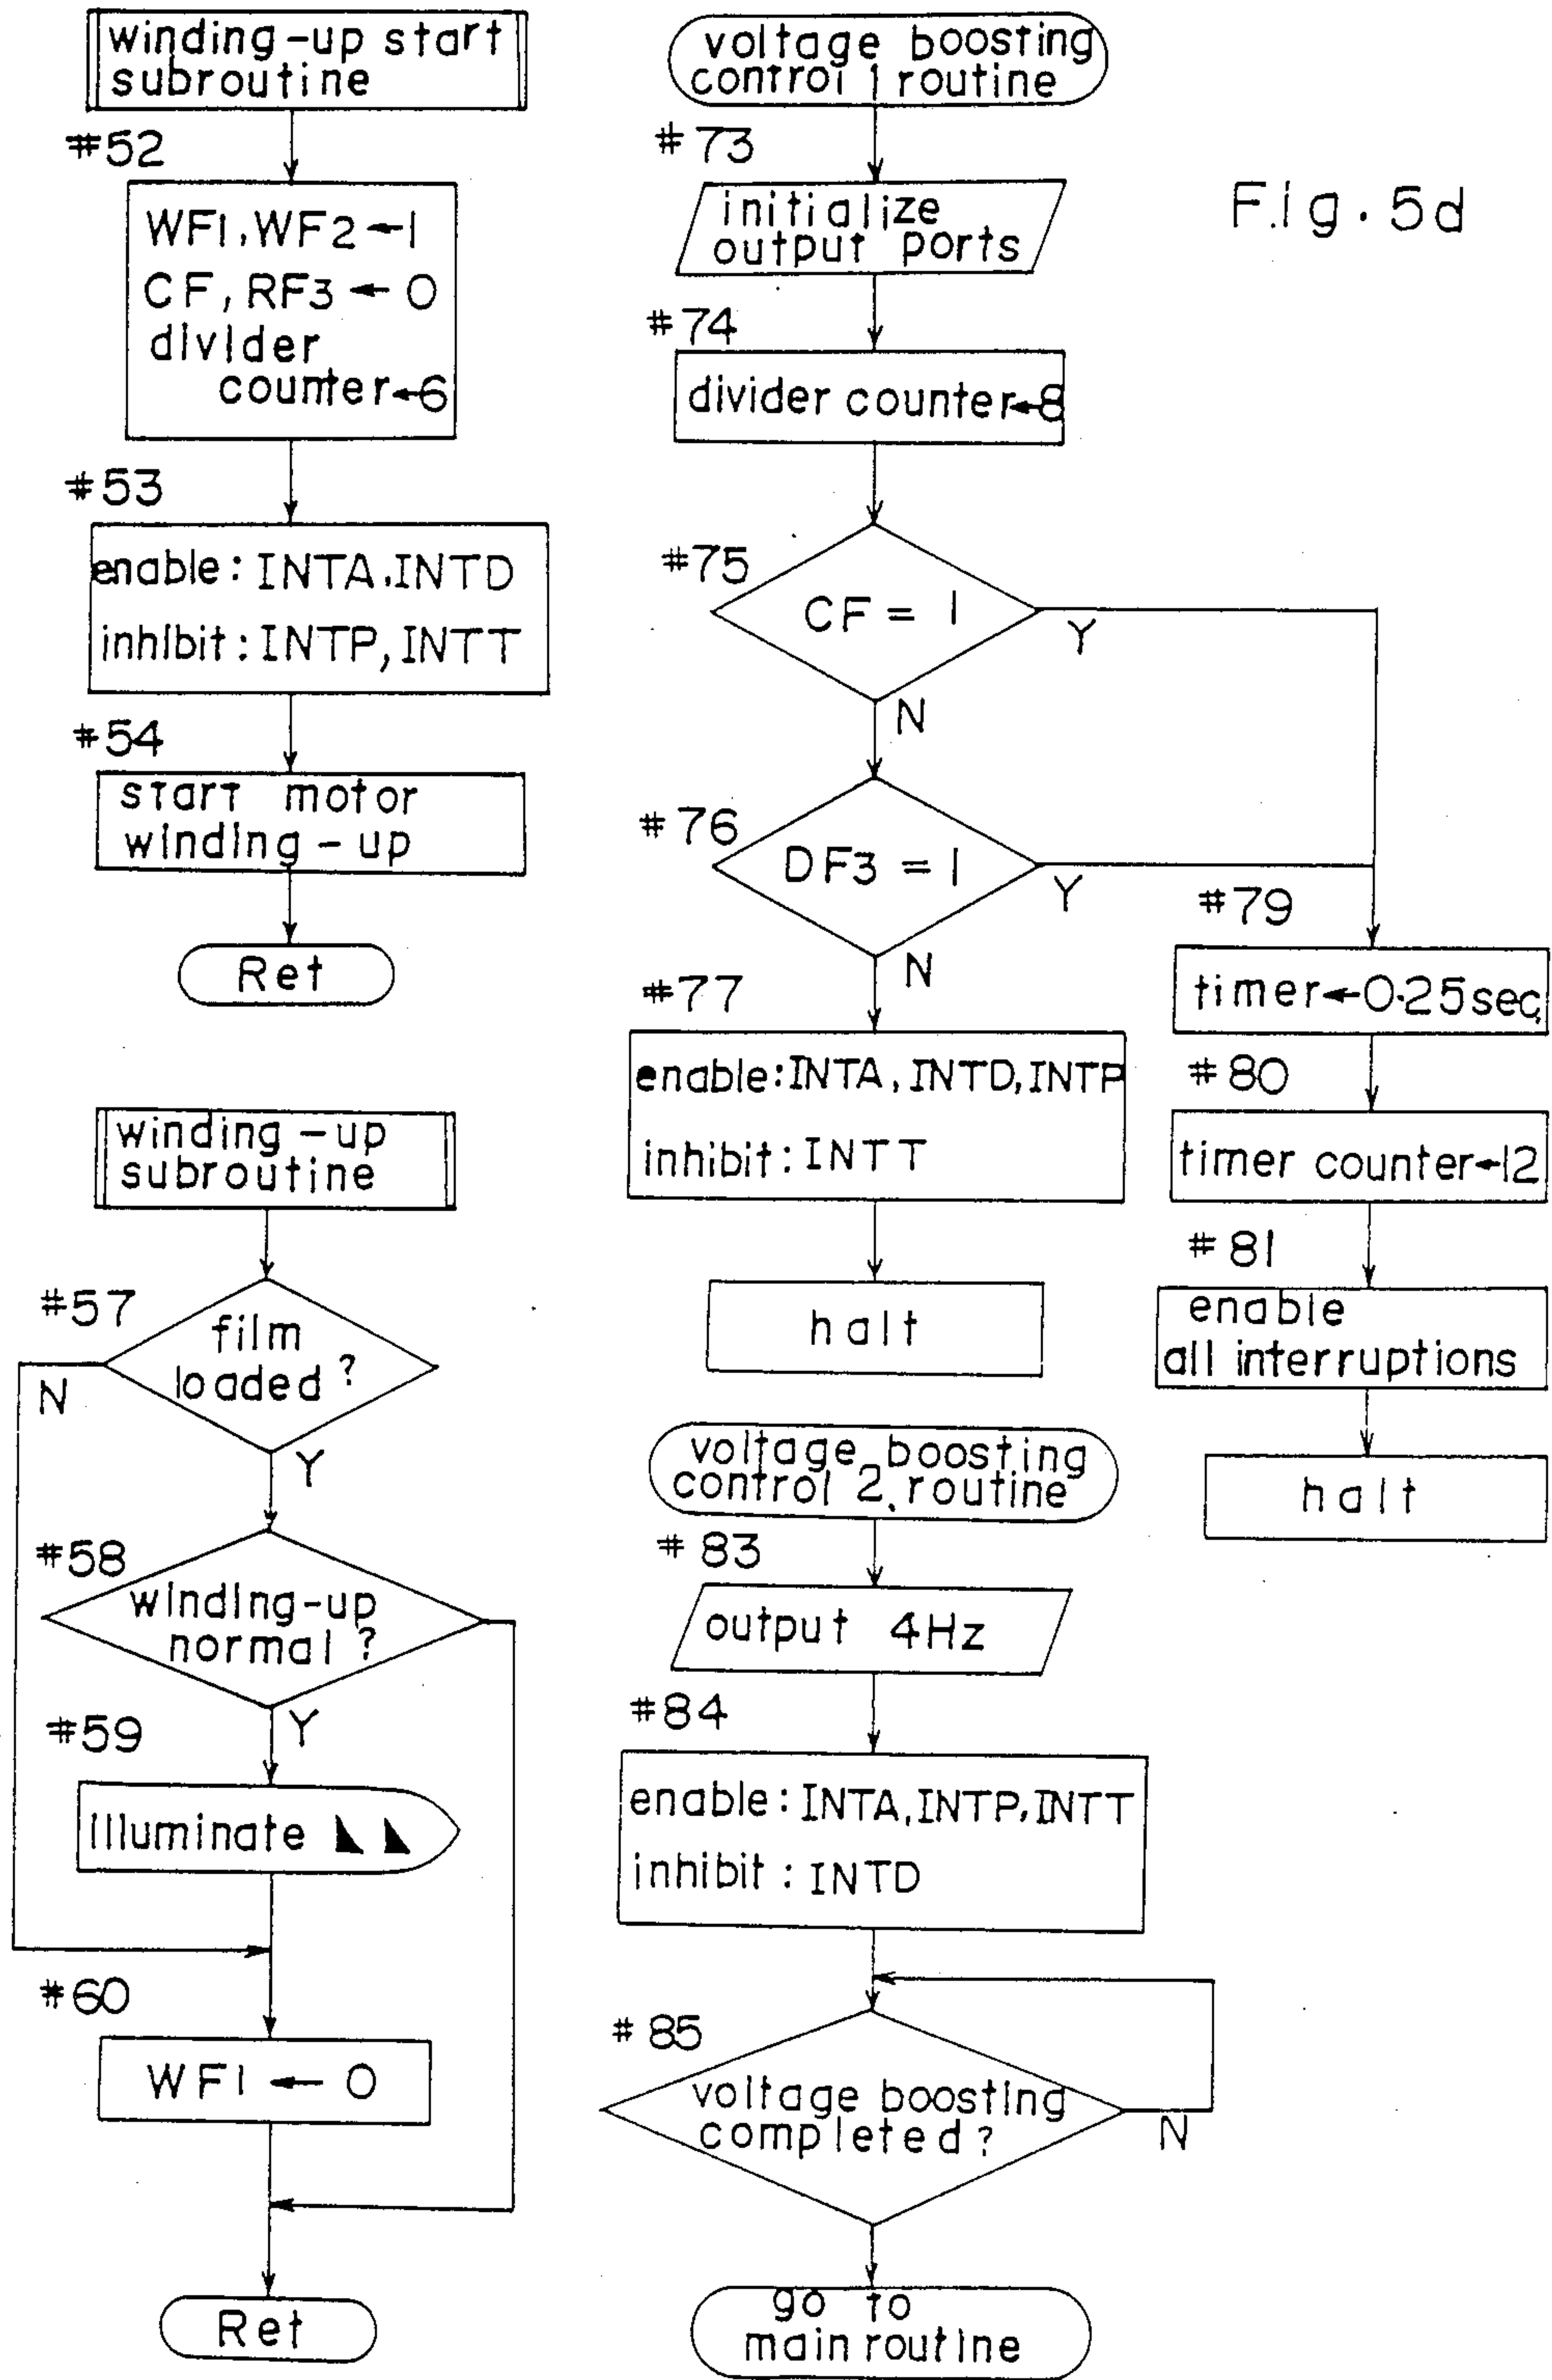 winding-up start
subroutine
#52
WF1, WF2 ← 1
CF, RF3 ← 0
divider
counter ← 6
#53
enable: INTA, INTD
inhibit: INTP, INTT
#54
start motor
winding-up
Ret
winding-up
subroutine
#57
film
loaded?
N
Y
#58
winding-up
normal?
Y
#59
illuminate
#60
WF1 ← 0
Ret
voltage boosting
control 1 routine
#73
initialize
output ports
#74
divider counter ← 8
#75
CF = 1
Y
N
#76
DF3 = 1
Y
N
#77
enable: INTA, INTD, INTP
inhibit: INTT
halt
#79
timer ← 0.25sec,
#80
timer counter ← 12
#81
enable
all interruptions
halt
voltage boosting
control 2. routine
#83
output 4Hz
#84
enable: INTA, INTP, INTT
inhibit: INTD
#85
voltage boosting
completed?
N
go to
main routine
Fig. 5d